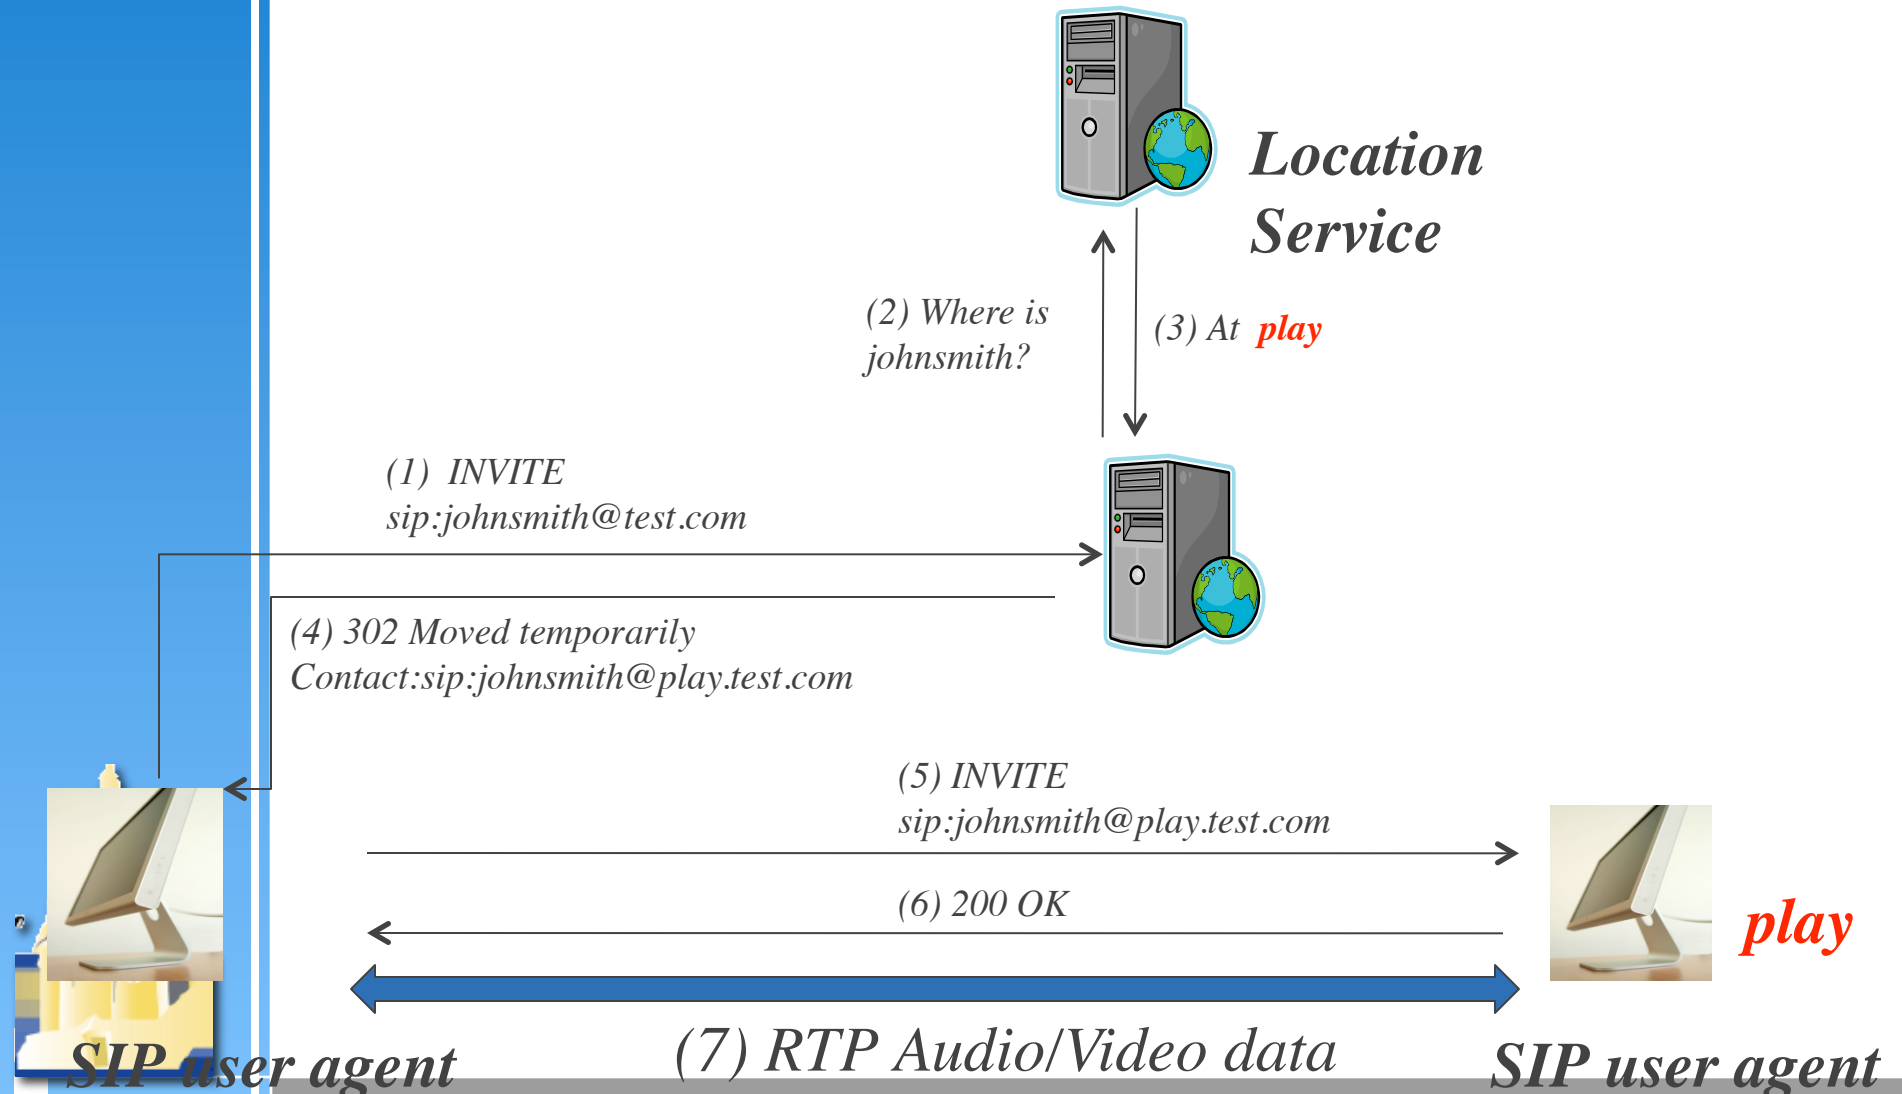 Location
Service
(2) Where is
johnsmith?
(3) At play
(1) INVITE
sip:johnsmith@test.com
(4) 302 Moved temporarily
Contact:sip:johnsmith@play.test.com
(5) INVITE
sip:johnsmith@play.test.com
(6) 200 OK
play
(7) RTP Audio/Video data
SIP user agent
SIP user agent